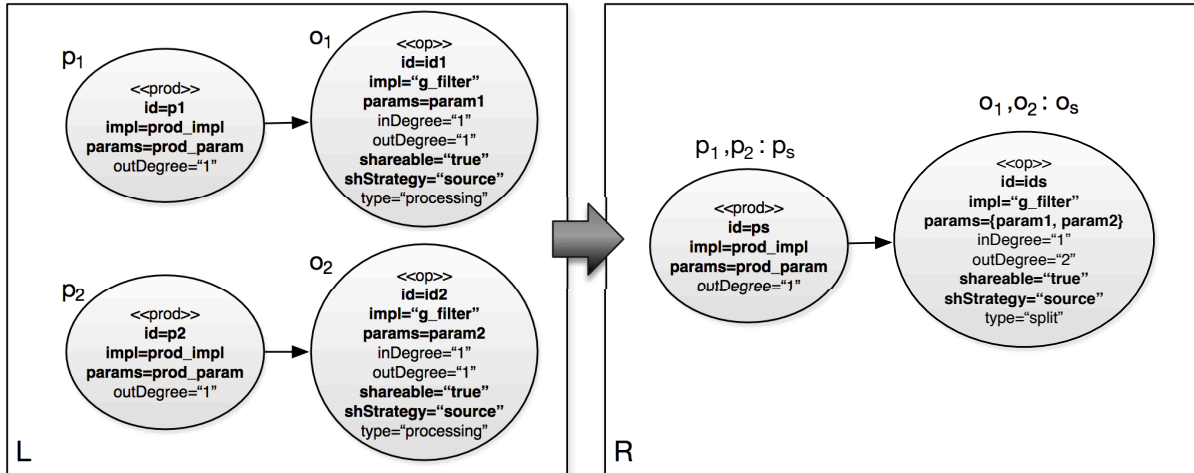 p1
<<prod>>
id=p1
impl=prod_impl
params=prod_param
outDegree=“1”
o1
<<op>>
id=id1
impl=“g_filter”
params=param1
inDegree=“1”
outDegree=“1”
shareable=“true”
shStrategy=“source”
type=“processing”
p2
<<prod>>
id=p2
impl=prod_impl
params=prod_param
outDegree=“1”
o2
<<op>>
id=id2
impl=“g_filter”
params=param2
inDegree=“1”
outDegree=“1”
shareable=“true”
shStrategy=“source”
type=“processing”
L
p1,p2 : ps
<<prod>>
id=ps
impl=prod_impl
params=prod_param
outDegree=“1”
o1,o2 : os
<<op>>
id=ids
impl=“g_filter”
params={param1, param2}
inDegree=“1”
outDegree=“2”
shareable=“true”
shStrategy=“source”
type=“split”
R